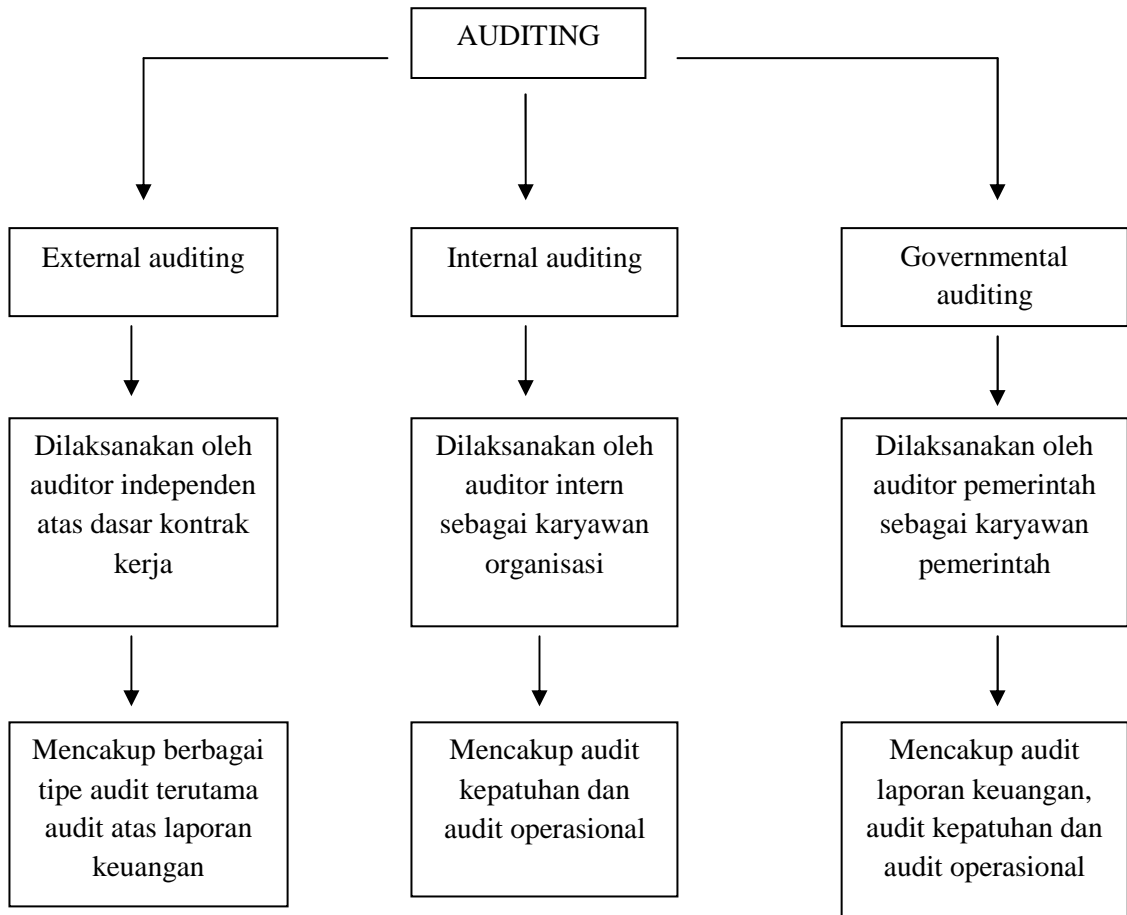 AUDITING
External auditing
Internal auditing
Governmental
auditing
Dilaksanakan oleh
auditor independen
atas dasar kontrak
kerja
Dilaksanakan oleh
auditor intern
sebagai karyawan
organisasi
Dilaksanakan oleh
auditor pemerintah
sebagai karyawan
pemerintah
Mencakup berbagai
tipe audit terutama
audit atas laporan
keuangan
Mencakup audit
kepatuhan dan
audit operasional
Mencakup audit
laporan keuangan,
audit kepatuhan dan
audit operasional